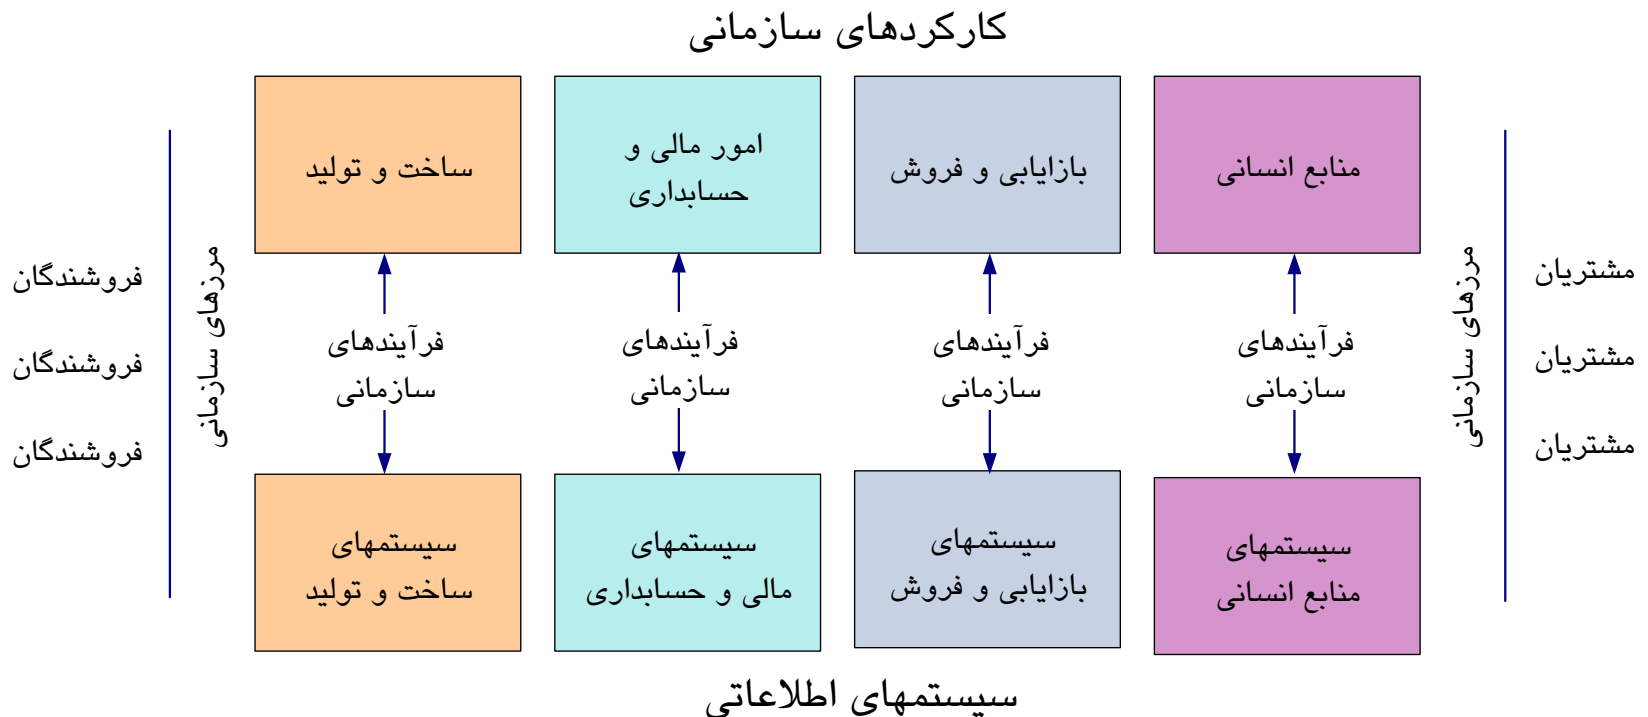 کارکردهای سازمانی
منابع انسانی
بازایابی و فروش
امور مالی و
حسابداری
ساخت و تولید
مشتریان
مشتریان
مشتریان
مرزهای سازمانی
فرآیندهای
سازمانی
فرآیندهای
سازمانی
فرآیندهای
سازمانی
فرآیندهای
سازمانی
مرزهای سازمانی
فروشندگان
فروشندگان
فروشندگان
سیستمهای
منابع انسانی
سیستمهای
بازایابی و فروش
سیستمهای
مالی و حسابداری
سیستمهای
ساخت و تولید
سیستمهای اطلاعاتی